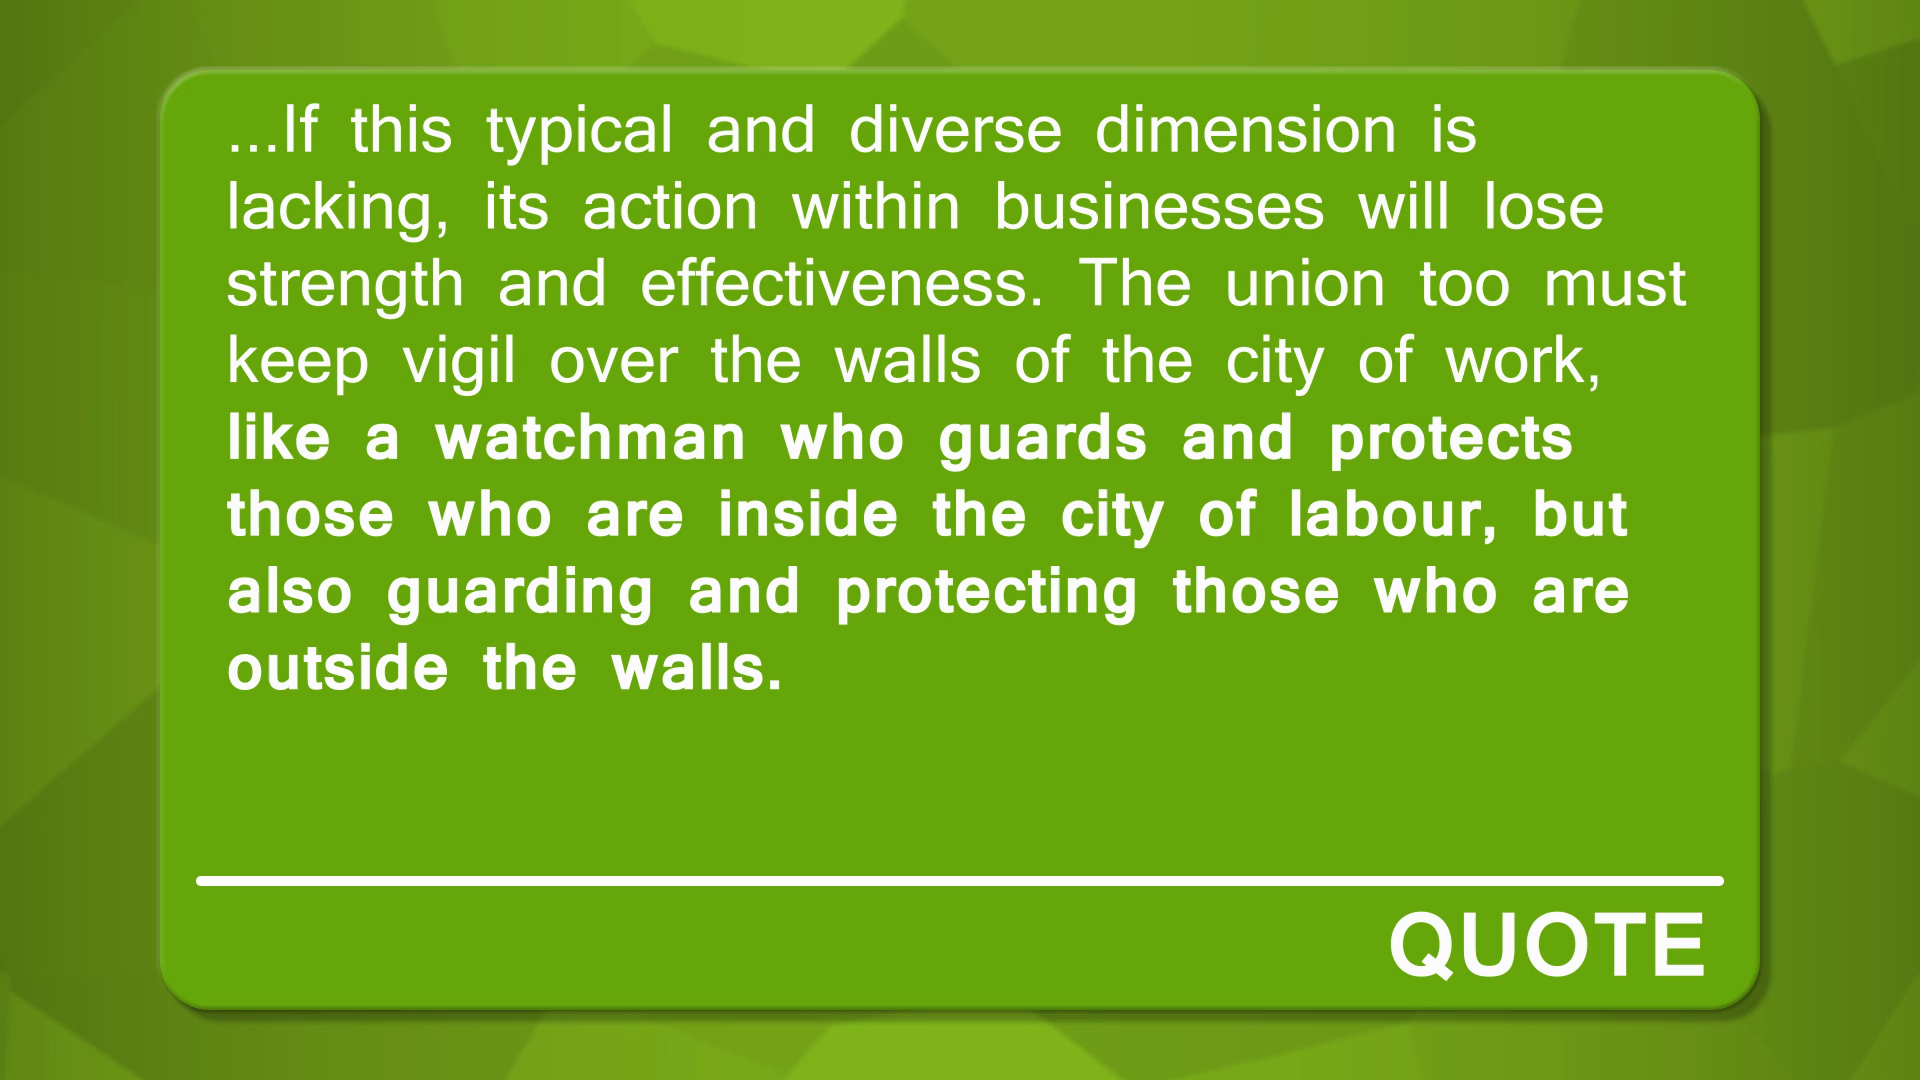 ...If this typical and diverse dimension is
lacking, its action within businesses will lose
strength and effectiveness. The union too must
keep vigil over the walls of the city of work,
like a watchman who guards and protects
those who are inside the city of labour, but
also guarding and protecting those who are
outside the walls.
QUOTE